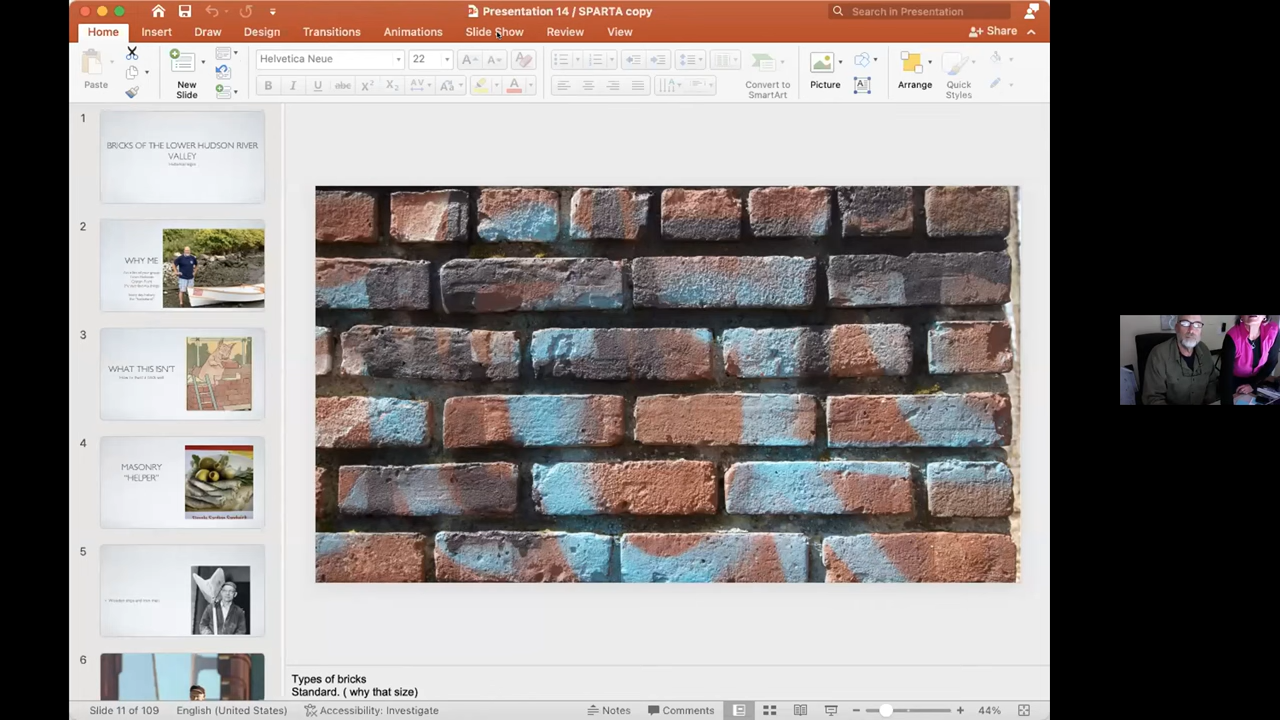 Presentation 14 / SPARTA copy
Search in Presentation
Home Insert Draw Design Transitions Animations Slide Show Review View
Share
Paste
New Slide
Helvetica Neue
22
Convert to SmartArt
Picture
Arrange
Quick Styles
1
BRICKS OF THE LOWER HUDSON RIVER VALLEY
2
WHY ME
3
WHAT THIS ISN'T
4
MASONRY
"HELPER"
5
6
Types of bricks
Standard. ( why that size)
Slide 11 of 109
English (United States)
Accessibility: Investigate
Notes
Comments
44%